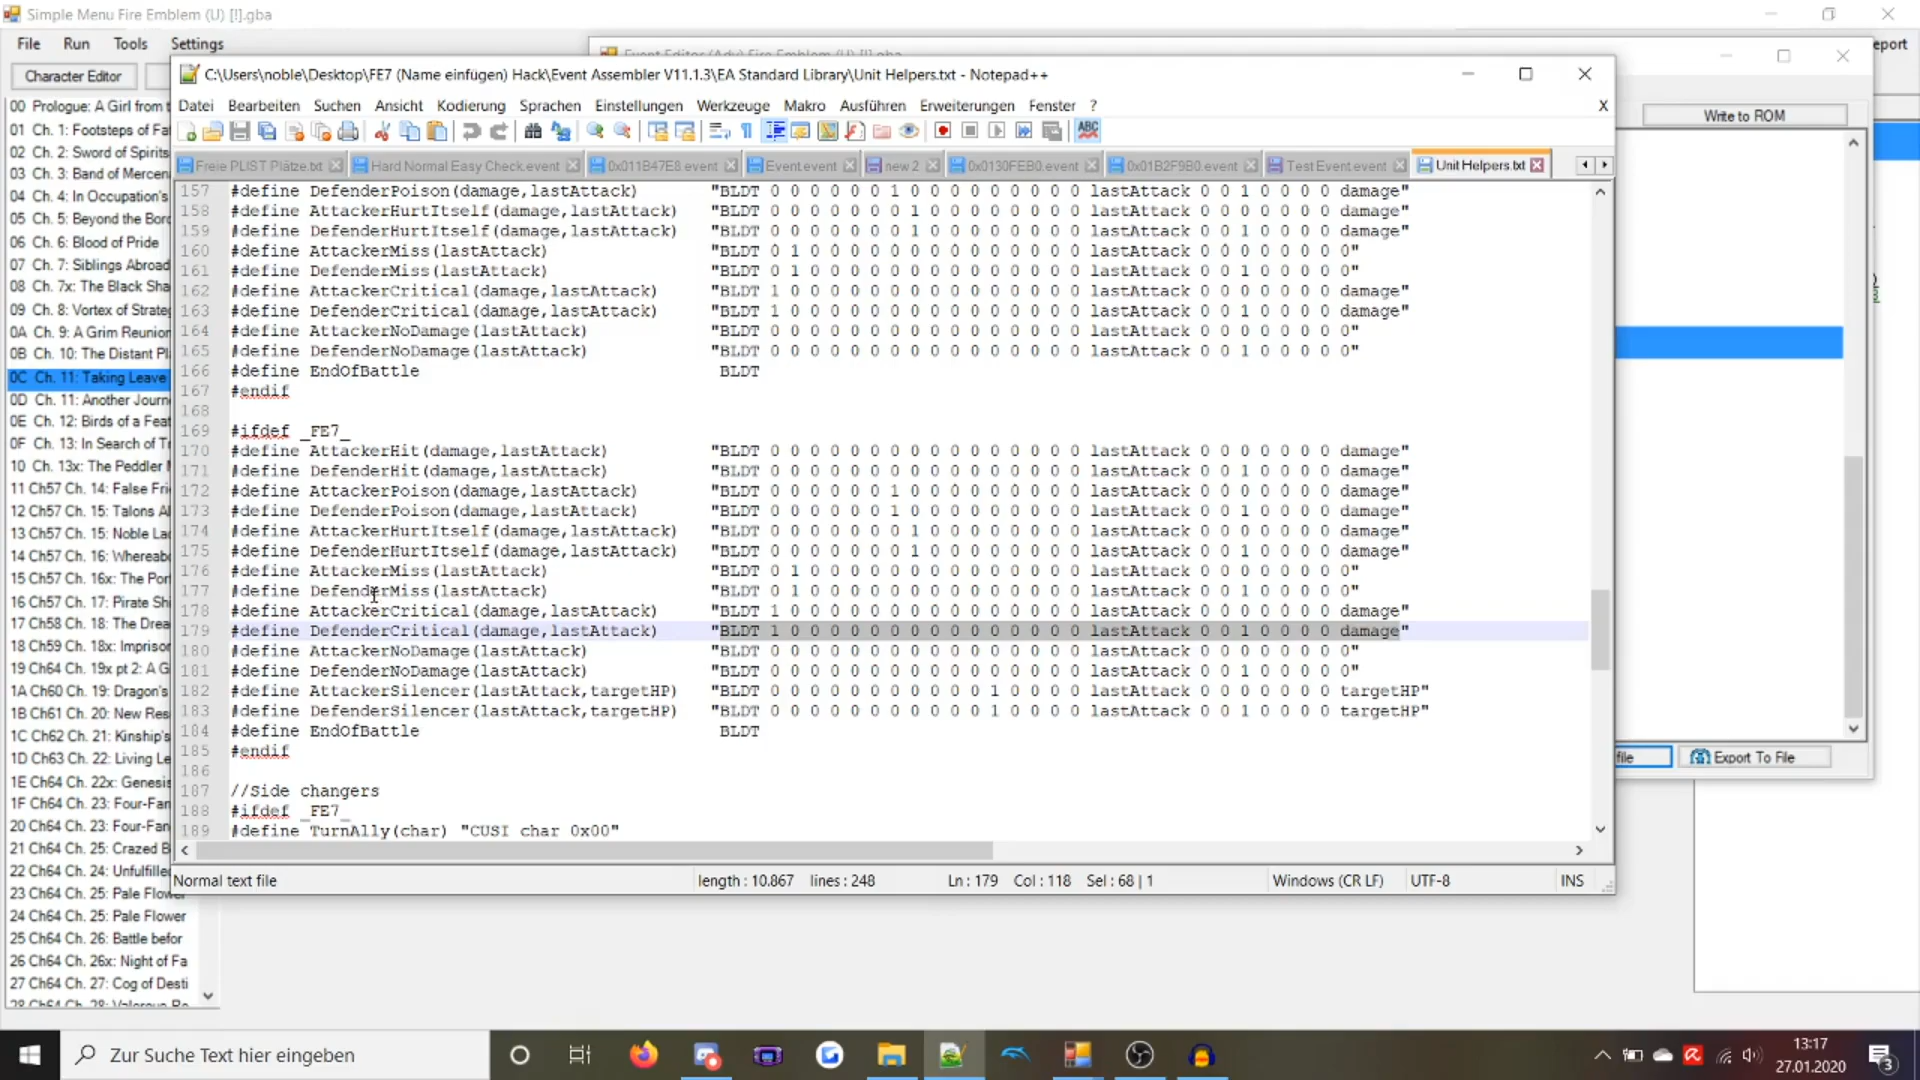 Simple Menu Fire Emblem (U) [!].gba
File Run Tools Settings
Character Editor
00 Prologue: A Girl from t
01 Ch. 1: Footsteps of Fa
02 Ch. 2: Sword of Spirits
03 Ch. 3: Band of Mercen
04 Ch. 4: In Occupation's
05 Ch. 5: Beyond the Bord
06 Ch. 6: Blood of Pride
07 Ch. 7: Siblings Abroad
08 Ch. 7x: The Black Sha
09 Ch. 8: Vortex of Strate
0A Ch. 9: A Grim Reunion
0B Ch. 10: The Distant Pl
0C Ch. 11: Taking Leave
0D Ch. 11: Another Journ
0E Ch. 12: Birds of a Feat
0F Ch. 13: In Search of T
10 Ch. 13x: The Peddler
11 Ch57 Ch. 14: False Fri
12 Ch57 Ch. 15: Talons Al
13 Ch57 Ch. 15: Noble La
14 Ch57 Ch. 16: Whereab
15 Ch57 Ch. 16x: The Por
16 Ch57 Ch. 17: Pirate Shi
17 Ch58 Ch. 18: The Drea
18 Ch59 Ch. 18x: Imprison
19 Ch64 Ch. 19x pt 2: A G
1A Ch60 Ch. 19: Dragon's
1B Ch61 Ch. 20: New Res
1C Ch62 Ch. 21: Kinship's
1D Ch63 Ch. 22: Living Le
1E Ch64 Ch. 22x: Genesis
1F Ch64 Ch. 23: Four-Fan
20 Ch64 Ch. 23: Four-Fan
21 Ch64 Ch. 25: Crazed B
22 Ch64 Ch. 24: Unfulfille
23 Ch64 Ch. 25: Pale Flow
24 Ch64 Ch. 25: Pale Flower
25 Ch64 Ch. 26: Battle befor
26 Ch64 Ch. 26x: Night of Fa
27 Ch64 Ch. 27: Cog of Desti
28 Ch64 Ch. 28: Valorous Ro
Event Editor (Adv) Fire Emblem (U) [!].gba
eport
Write to ROM
file
Export To File
C:\Users\noble\Desktop\FE7 (Name einfügen) Hack\Event Assembler V11.1.3\EA Standard Library\Unit Helpers.txt - Notepad++
Datei Bearbeiten Suchen Ansicht Kodierung Sprachen Einstellungen Werkzeuge Makro Ausführen Erweiterungen Fenster ? X
Freie PLIST Plätze.txt Hard Normal Easy Check.event 0x011B47E8.event Event.event new 2 0x0130FEB0.event 0x01B2F9B0.event Test Event.event Unit Helpers.txt
157 #define DefenderPoison(damage,lastAttack) "BLDT 0 0 0 0 0 0 1 0 0 0 0 0 0 0 0 0 lastAttack 0 0 1 0 0 0 0 damage"
158 #define AttackerHurtItself(damage,lastAttack) "BLDT 0 0 0 0 0 0 0 1 0 0 0 0 0 0 0 0 lastAttack 0 0 0 0 0 0 0 damage"
159 #define DefenderHurtItself(damage,lastAttack) "BLDT 0 0 0 0 0 0 0 1 0 0 0 0 0 0 0 0 lastAttack 0 0 1 0 0 0 0 damage"
160 #define AttackerMiss(lastAttack) "BLDT 0 1 0 0 0 0 0 0 0 0 0 0 0 0 0 0 lastAttack 0 0 0 0 0 0 0 0"
161 #define DefenderMiss(lastAttack) "BLDT 0 1 0 0 0 0 0 0 0 0 0 0 0 0 0 0 lastAttack 0 0 1 0 0 0 0 0"
162 #define AttackerCritical(damage,lastAttack) "BLDT 1 0 0 0 0 0 0 0 0 0 0 0 0 0 0 0 lastAttack 0 0 0 0 0 0 0 damage"
163 #define DefenderCritical(damage,lastAttack) "BLDT 1 0 0 0 0 0 0 0 0 0 0 0 0 0 0 0 lastAttack 0 0 1 0 0 0 0 damage"
164 #define AttackerNoDamage(lastAttack) "BLDT 0 0 0 0 0 0 0 0 0 0 0 0 0 0 0 0 lastAttack 0 0 0 0 0 0 0 0"
165 #define DefenderNoDamage(lastAttack) "BLDT 0 0 0 0 0 0 0 0 0 0 0 0 0 0 0 0 lastAttack 0 0 1 0 0 0 0 0"
166 #define EndOfBattle BLDT
167 #endif
168
169 #ifdef _FE7_
170 #define AttackerHit(damage,lastAttack) "BLDT 0 0 0 0 0 0 0 0 0 0 0 0 0 0 0 0 lastAttack 0 0 0 0 0 0 0 damage"
171 #define DefenderHit(damage,lastAttack) "BLDT 0 0 0 0 0 0 0 0 0 0 0 0 0 0 0 0 lastAttack 0 0 1 0 0 0 0 damage"
172 #define AttackerPoison(damage,lastAttack) "BLDT 0 0 0 0 0 0 1 0 0 0 0 0 0 0 0 0 lastAttack 0 0 0 0 0 0 0 damage"
173 #define DefenderPoison(damage,lastAttack) "BLDT 0 0 0 0 0 0 1 0 0 0 0 0 0 0 0 0 lastAttack 0 0 1 0 0 0 0 damage"
174 #define AttackerHurtItself(damage,lastAttack) "BLDT 0 0 0 0 0 0 0 1 0 0 0 0 0 0 0 0 lastAttack 0 0 0 0 0 0 0 damage"
175 #define DefenderHurtItself(damage,lastAttack) "BLDT 0 0 0 0 0 0 0 1 0 0 0 0 0 0 0 0 lastAttack 0 0 1 0 0 0 0 damage"
176 #define AttackerMiss(lastAttack) "BLDT 0 1 0 0 0 0 0 0 0 0 0 0 0 0 0 0 lastAttack 0 0 0 0 0 0 0 0"
177 #define DefenderMiss(lastAttack) "BLDT 0 1 0 0 0 0 0 0 0 0 0 0 0 0 0 0 lastAttack 0 0 1 0 0 0 0 0"
178 #define AttackerCritical(damage,lastAttack) "BLDT 1 0 0 0 0 0 0 0 0 0 0 0 0 0 0 0 lastAttack 0 0 0 0 0 0 0 damage"
179 #define DefenderCritical(damage,lastAttack) "BLDT 1 0 0 0 0 0 0 0 0 0 0 0 0 0 0 0 lastAttack 0 0 1 0 0 0 0 damage"
180 #define AttackerNoDamage(lastAttack) "BLDT 0 0 0 0 0 0 0 0 0 0 0 0 0 0 0 0 lastAttack 0 0 0 0 0 0 0 0"
181 #define DefenderNoDamage(lastAttack) "BLDT 0 0 0 0 0 0 0 0 0 0 0 0 0 0 0 0 lastAttack 0 0 1 0 0 0 0 0"
182 #define AttackerSilencer(lastAttack,targetHP) "BLDT 0 0 0 0 0 0 0 0 0 0 0 1 0 0 0 0 lastAttack 0 0 0 0 0 0 0 targetHP"
183 #define DefenderSilencer(lastAttack,targetHP) "BLDT 0 0 0 0 0 0 0 0 0 0 0 1 0 0 0 0 lastAttack 0 0 1 0 0 0 0 targetHP"
184 #define EndOfBattle BLDT
185 #endif
186
187 //Side changers
188 #ifdef _FE7_
189 #define TurnAlly(char) "CUSI char 0x00"
Normal text file length : 10.867 lines : 248 Ln : 179 Col : 118 Sel : 68 | 1 Windows (CR LF) UTF-8 INS
Zur Suche Text hier eingeben
13:17
27.01.2020
3